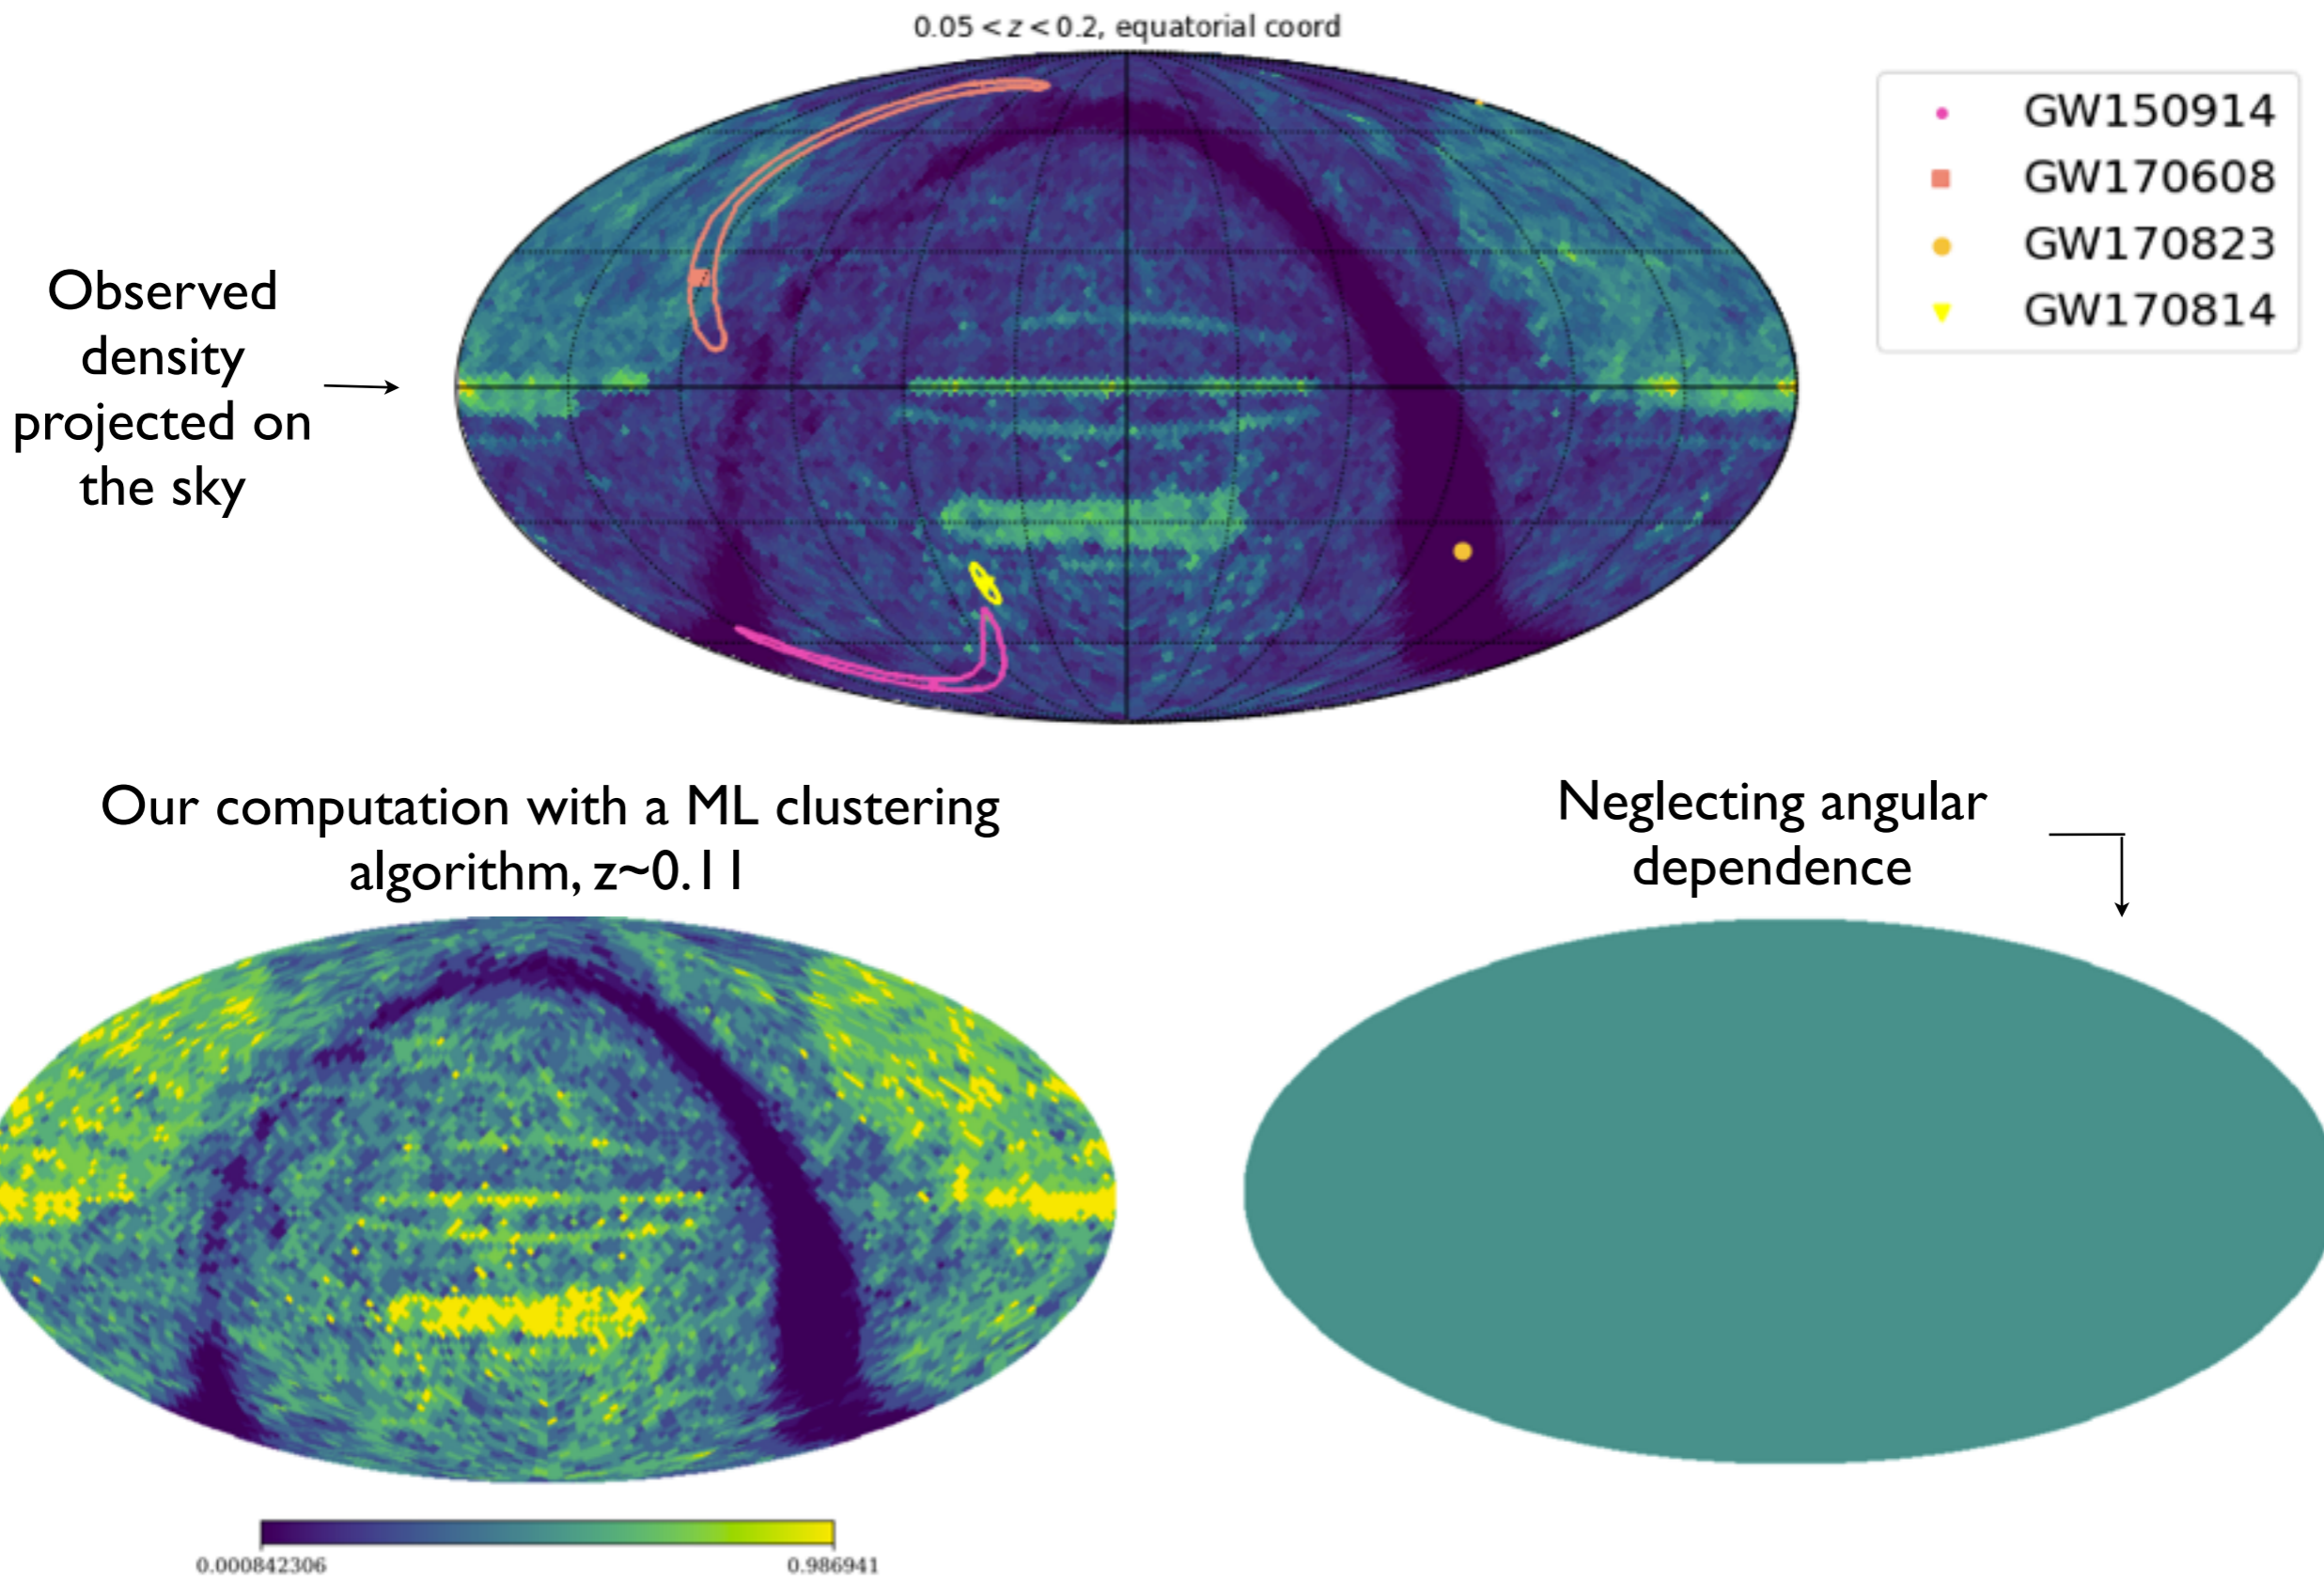 0.05 < z < 0.2, equatorial coord
GW150914
GW170608
GW170823
GW170814
Observed
density
projected on
the sky
Our computation with a ML clustering
algorithm, z~0.11
Neglecting angular
dependence
0.000842306
0.986941